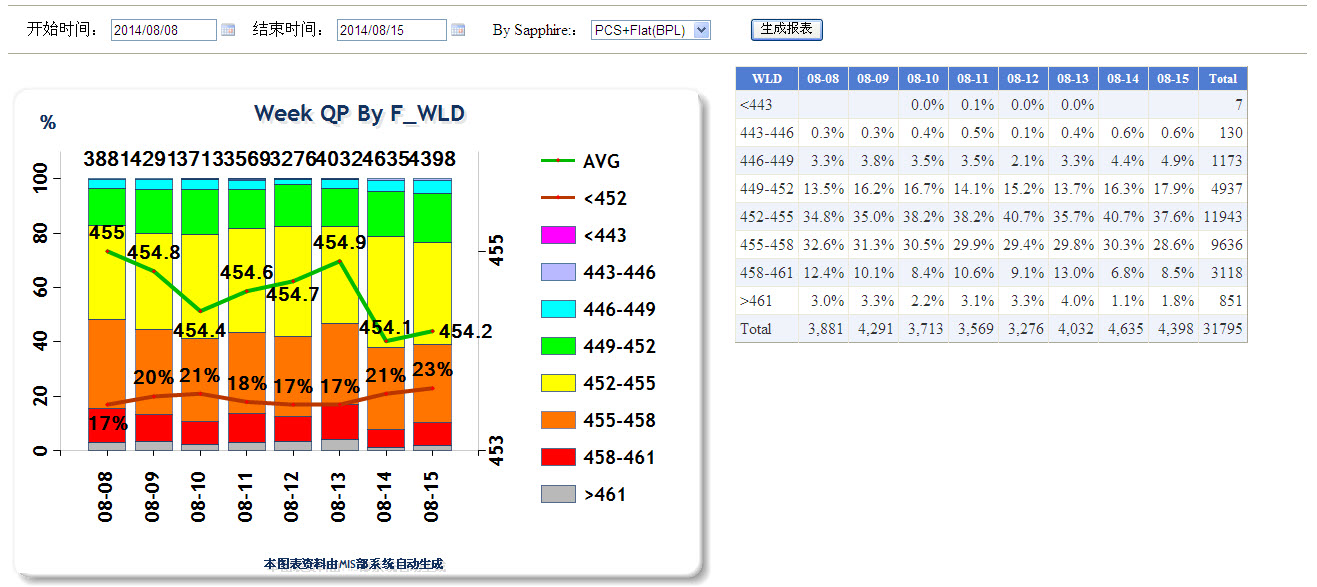 开始时间： 2014/08/08 结束时间： 2014/08/15 By Sapphire:： PCS+Flat(BPL) 生成报表
Week QP By F_WLD
%
3881 4291 3713 3569 3276 4032 4635 4398
100
80
60
40
20
0
455
453
455 454.8 454.4 454.6 454.7 454.9 454.1 454.2
17% 20% 21% 18% 17% 17% 21% 23%
08-08 08-09 08-10 08-11 08-12 08-13 08-14 08-15
AVG
<452
<443
443-446
446-449
449-452
452-455
455-458
458-461
>461
本图表资料由MIS部系统自动生成
WLD 08-08 08-09 08-10 08-11 08-12 08-13 08-14 08-15 Total
<443 0.0% 0.1% 0.0% 0.0% 7
443-446 0.3% 0.3% 0.4% 0.5% 0.1% 0.4% 0.6% 0.6% 130
446-449 3.3% 3.8% 3.5% 3.5% 2.1% 3.3% 4.4% 4.9% 1173
449-452 13.5% 16.2% 16.7% 14.1% 15.2% 13.7% 16.3% 17.9% 4937
452-455 34.8% 35.0% 38.2% 38.2% 40.7% 35.7% 40.7% 37.6% 11943
455-458 32.6% 31.3% 30.5% 29.9% 29.4% 29.8% 30.3% 28.6% 9636
458-461 12.4% 10.1% 8.4% 10.6% 9.1% 13.0% 6.8% 8.5% 3118
>461 3.0% 3.3% 2.2% 3.1% 3.3% 4.0% 1.1% 1.8% 851
Total 3,881 4,291 3,713 3,569 3,276 4,032 4,635 4,398 31795